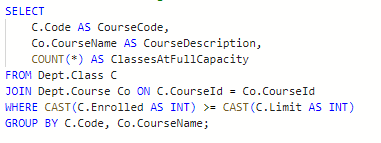 SELECT
C.Code AS CourseCode,
Co.CourseName AS CourseDescription,
COUNT(*) AS ClassesAtFullCapacity
FROM Dept.Class C
JOIN Dept.Course Co ON C.CourseId = Co.CourseId
WHERE CAST(C.Enrolled AS INT) >= CAST(C.Limit AS INT)
GROUP BY C.Code, Co.CourseName;